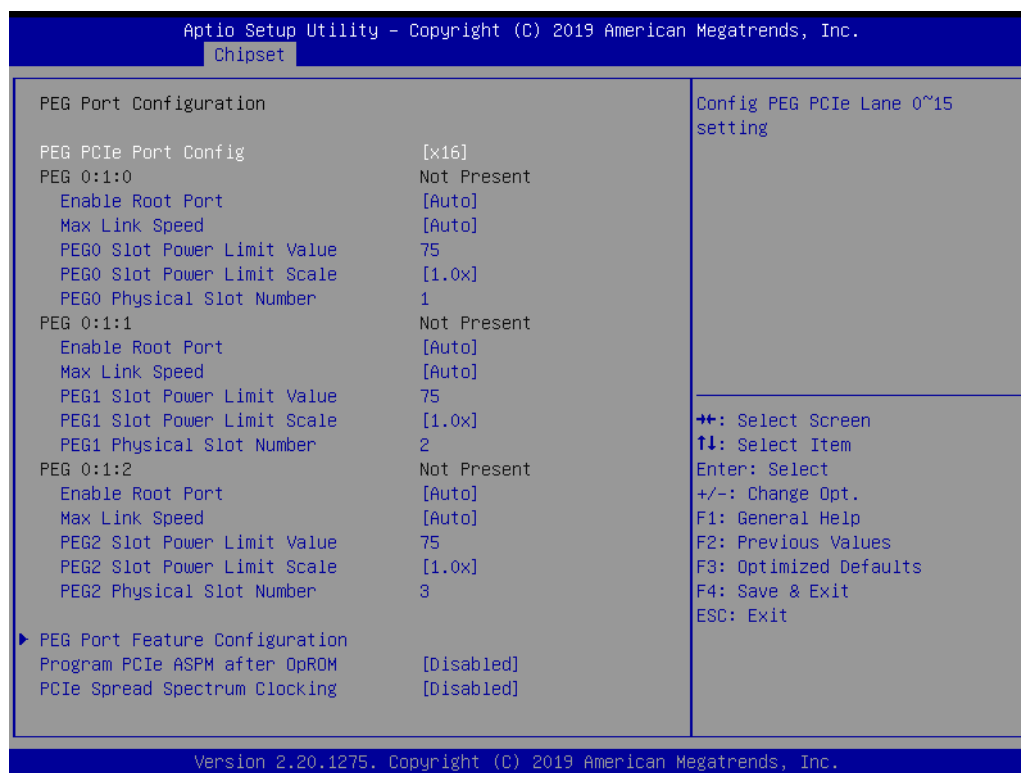 Aptio Setup Utility – Copyright (C) 2019 American Megatrends, Inc.
Chipset
PEG Port Configuration
PEG PCIe Port Config [x16]
PEG 0:1:0 Not Present
Enable Root Port [Auto]
Max Link Speed [Auto]
PEG0 Slot Power Limit Value 75
PEG0 Slot Power Limit Scale [1.0x]
PEG0 Physical Slot Number 1
PEG 0:1:1 Not Present
Enable Root Port [Auto]
Max Link Speed [Auto]
PEG1 Slot Power Limit Value 75
PEG1 Slot Power Limit Scale [1.0x]
PEG1 Physical Slot Number 2
PEG 0:1:2 Not Present
Enable Root Port [Auto]
Max Link Speed [Auto]
PEG2 Slot Power Limit Value 75
PEG2 Slot Power Limit Scale [1.0x]
PEG2 Physical Slot Number 3
▶ PEG Port Feature Configuration
Program PCIe ASPM after OpROM [Disabled]
PCIe Spread Spectrum Clocking [Disabled]
Config PEG PCIe Lane 0~15
setting
→←: Select Screen
↑↓: Select Item
Enter: Select
+/-: Change Opt.
F1: General Help
F2: Previous Values
F3: Optimized Defaults
F4: Save & Exit
ESC: Exit
Version 2.20.1275. Copyright (C) 2019 American Megatrends, Inc.